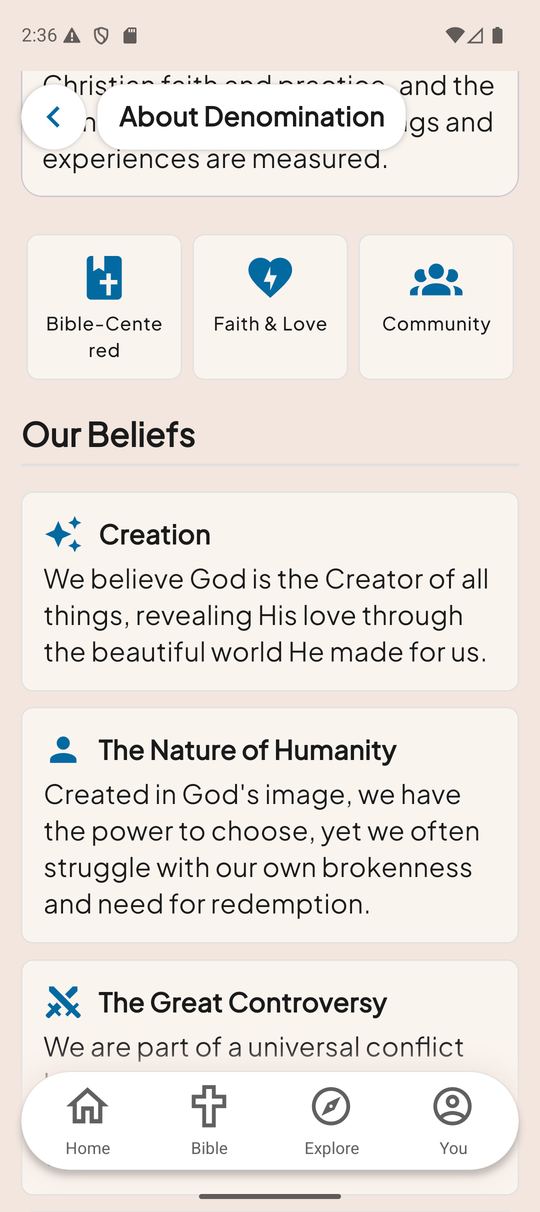 2:36
Christian faith and practice, and the
About Denomination
gs and
experiences are measured.
Bible-Cente
red
Faith & Love
Community
Our Beliefs
Creation
We believe God is the Creator of all
things, revealing His love through
the beautiful world He made for us.
The Nature of Humanity
Created in God's image, we have
the power to choose, yet we often
struggle with our own brokenness
and need for redemption.
The Great Controversy
We are part of a universal conflict
Home
Bible
Explore
You